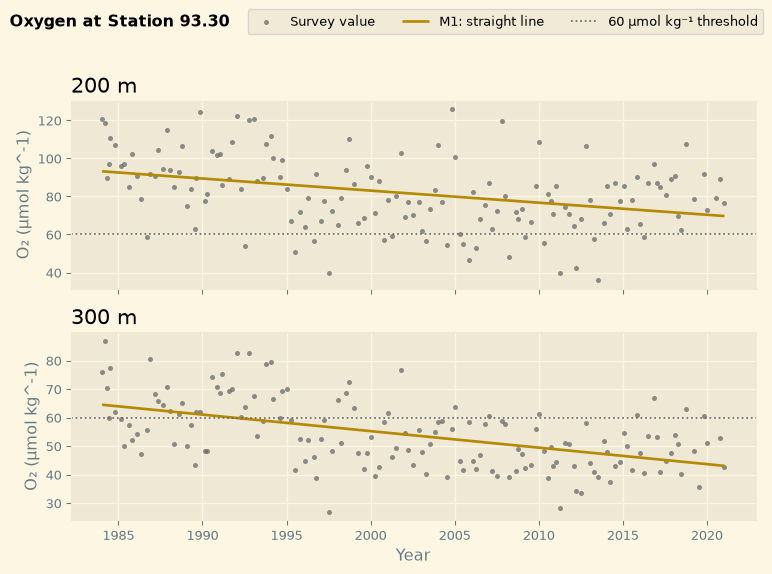 Oxygen at Station 93.30
Survey value
M1: straight line
60 µmol kg⁻¹ threshold
200 m
O₂ (µmol kg^-1)
120
100
80
60
40
300 m
O₂ (µmol kg^-1)
80
70
60
50
40
30
1985 1990 1995 2000 2005 2010 2015 2020
Year